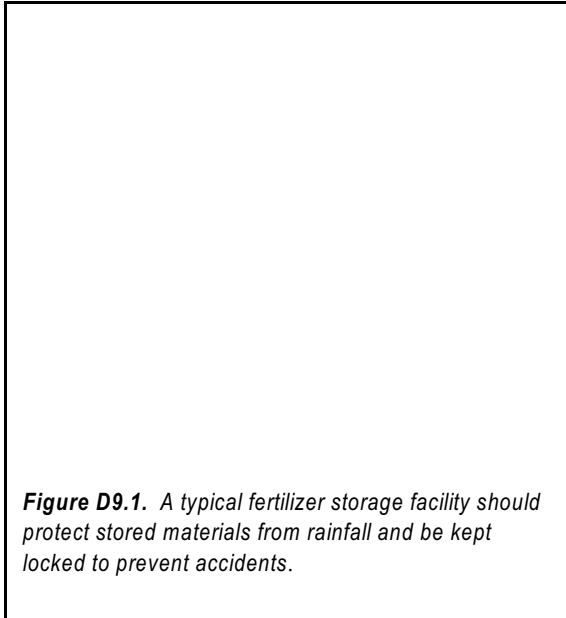 Figure D9.1. A typical fertilizer storage facility should
protect stored materials from rainfall and be kept
locked to prevent accidents.